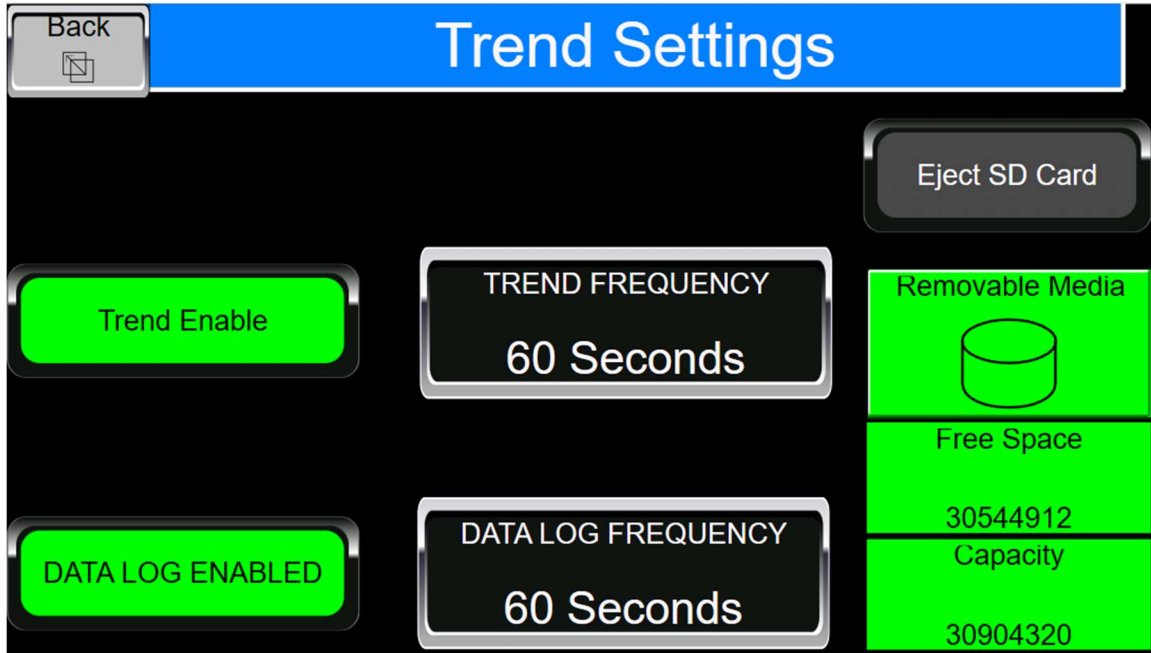 Back
Trend Settings
Eject SD Card
Trend Enable
TREND FREQUENCY
60 Seconds
Removable Media
Free Space
30544912
DATA LOG ENABLED
DATA LOG FREQUENCY
60 Seconds
Capacity
30904320